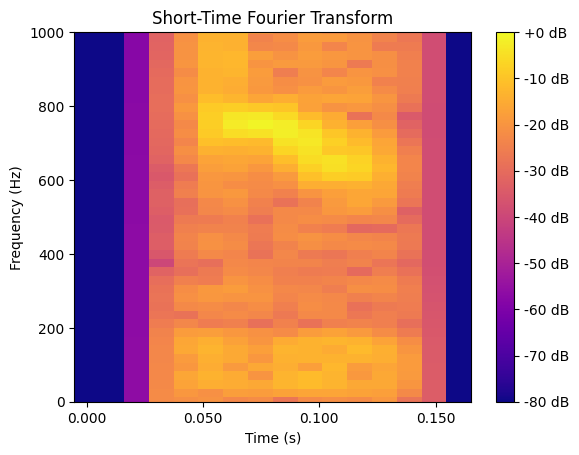 Short-Time Fourier Transform
Frequency (Hz)
1000
800
600
400
200
0
0.000
0.050
0.100
0.150
Time (s)
+0 dB
-10 dB
-20 dB
-30 dB
-40 dB
-50 dB
-60 dB
-70 dB
-80 dB